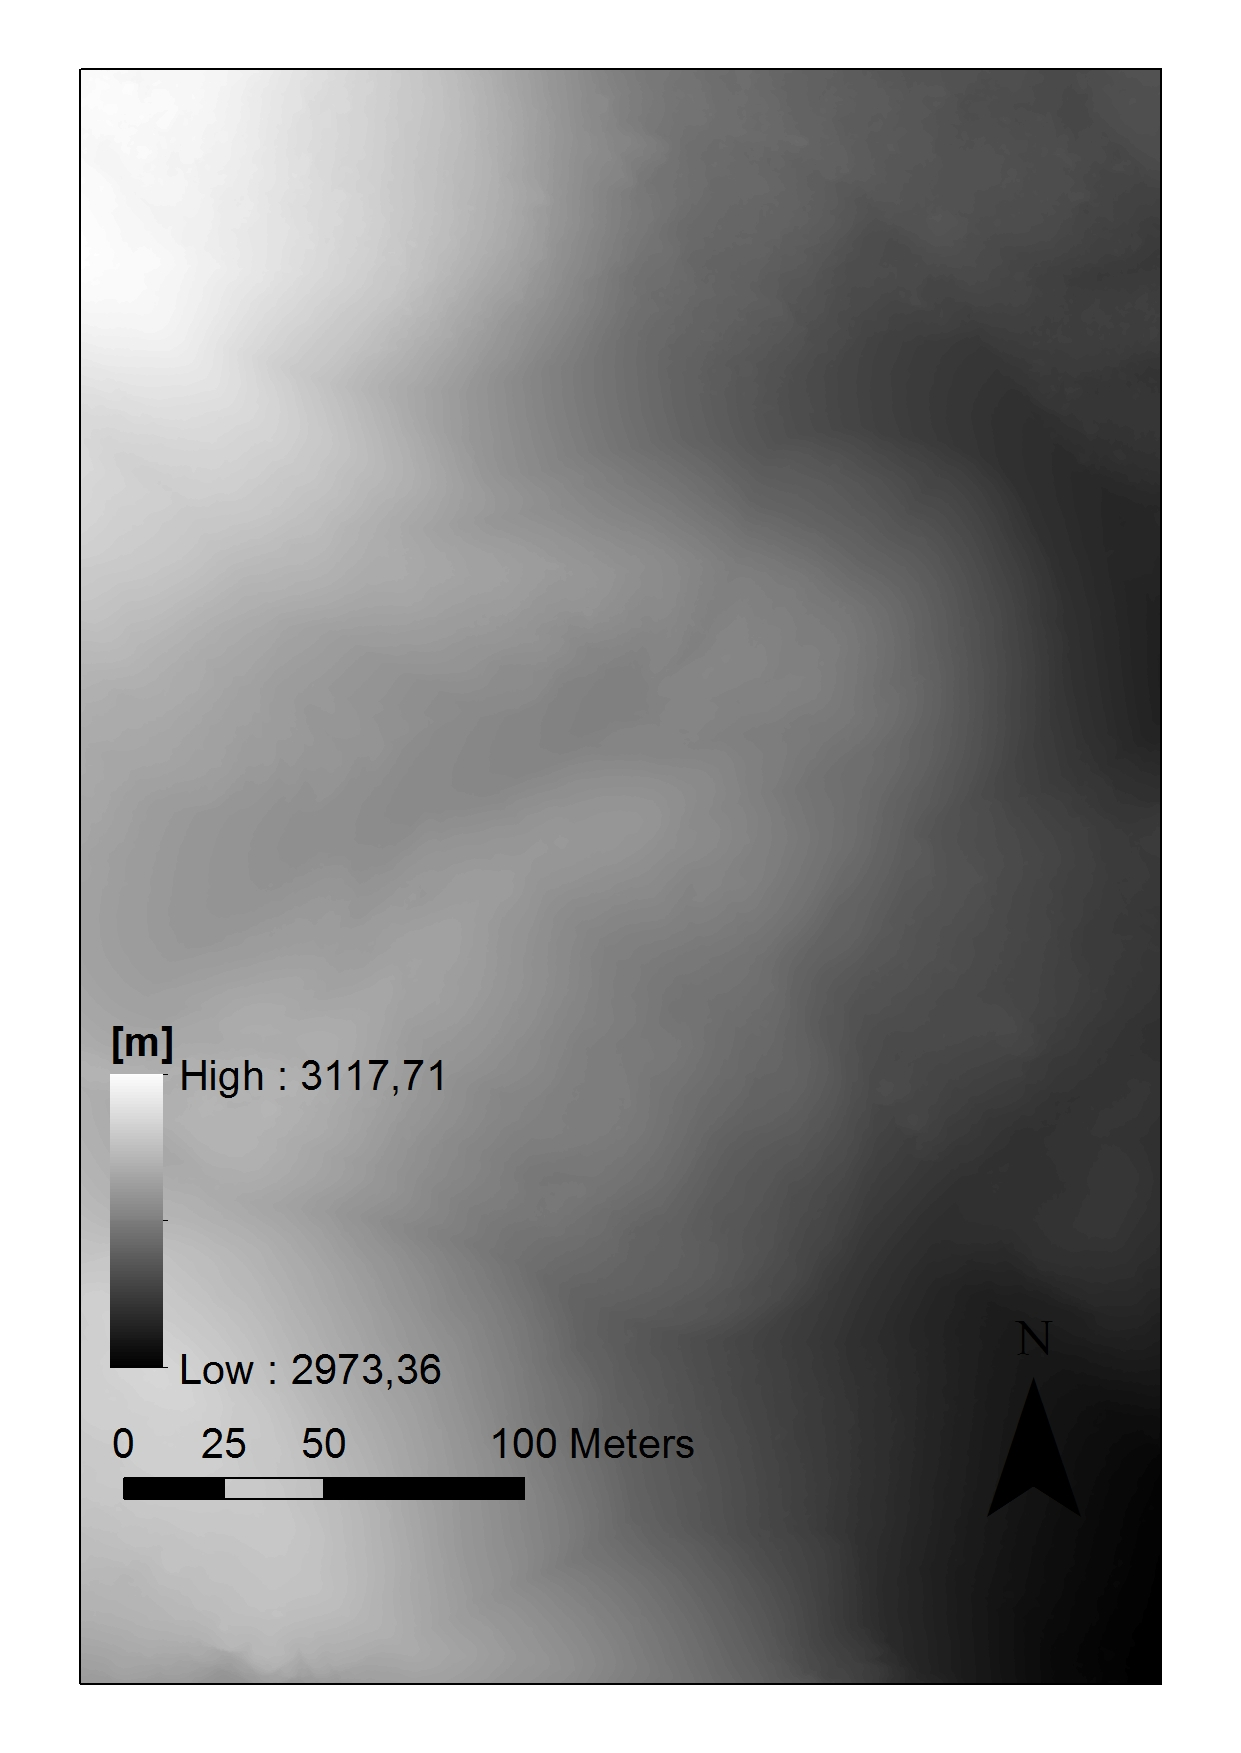 [m]
High : 3117,71
Low : 2973,36
0 25 50 100 Meters
N